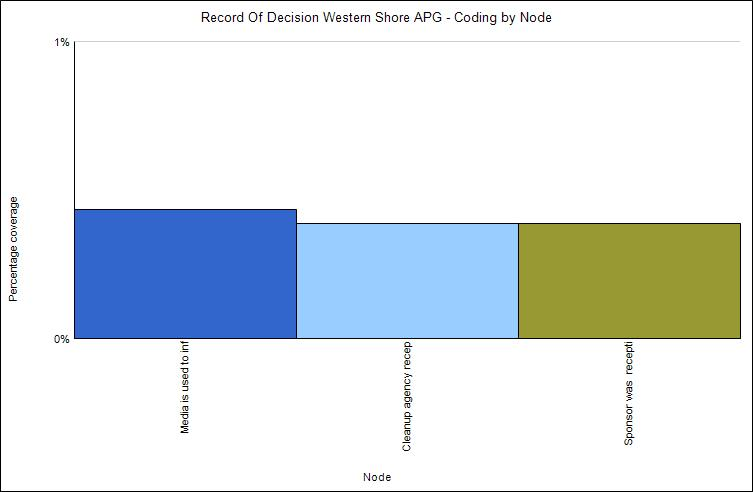 Record Of Decision Western Shore APG - Coding by Node
1%
Percentage coverage
0%
Media is used to inf
Cleanup agency recep
Sponsor was  recepti
Node